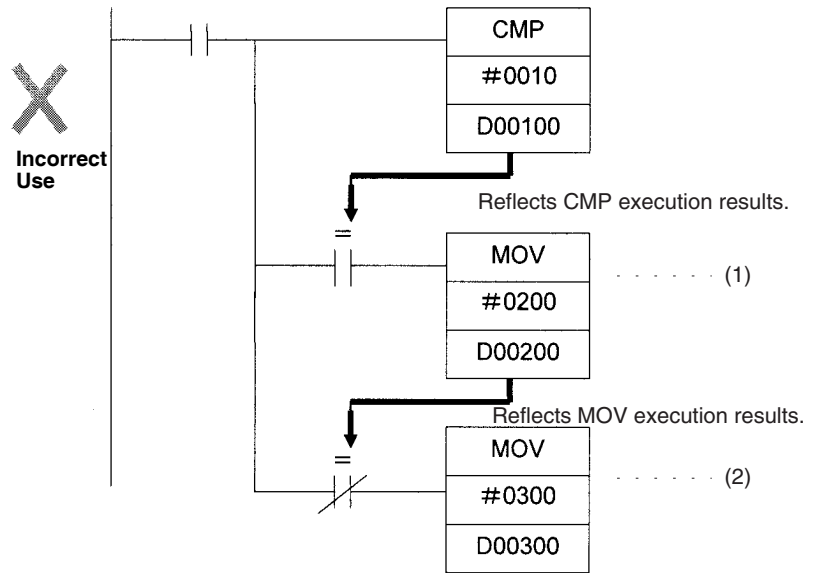 CMP
#0010
D00100
Incorrect
Use
Reflects CMP execution results.
=
MOV
#0200
D00200
- - - - - - (1)
Reflects MOV execution results.
=
MOV
#0300
D00300
- - - - - - (2)